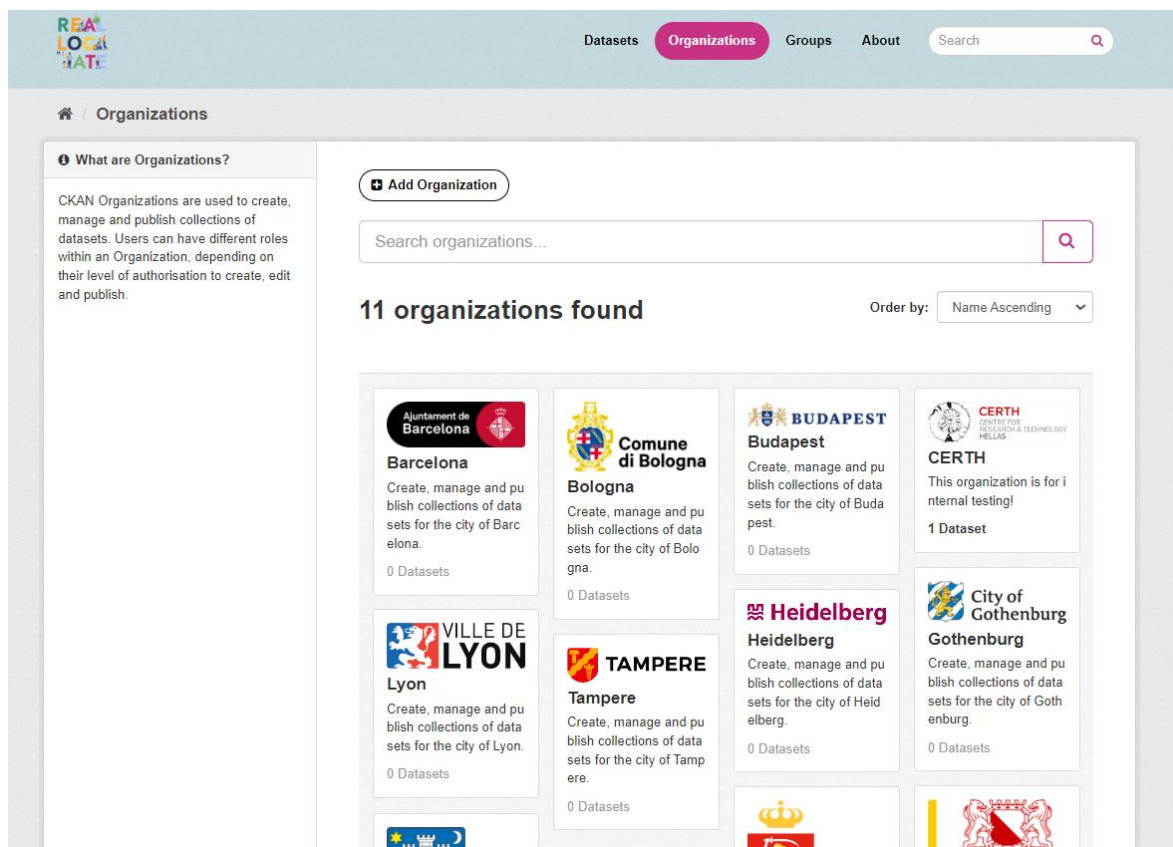 REAL
LOCA
ATE
Datasets Organizations Groups About Search
Organizations
What are Organizations?
CKAN Organizations are used to create,
manage and publish collections of
datasets. Users can have different roles
within an Organization, depending on
their level of authorisation to create, edit
and publish.
Add Organization
Search organizations...
11 organizations found
Order by: Name Ascending
Ajuntament de
Barcelona
Barcelona
Create, manage and pu
blish collections of data
sets for the city of Barc
elona.
0 Datasets
Comune
di Bologna
Bologna
Create, manage and pu
blish collections of data
sets for the city of Bolo
gna.
0 Datasets
BUDAPEST
Budapest
Create, manage and pu
blish collections of data
sets for the city of Buda
pest.
0 Datasets
CERTH
CENTRE FOR
RESEARCH & TECHNOLOGY
HELLAS
CERTH
This organization is for i
nternal testing!
1 Dataset
VILLE DE
LYON
Lyon
Create, manage and pu
blish collections of data
sets for the city of Lyon.
0 Datasets
TAMPERE
Tampere
Create, manage and pu
blish collections of data
sets for the city of Tamp
ere.
0 Datasets
Heidelberg
Heidelberg
Create, manage and pu
blish collections of data
sets for the city of Heid
elberg.
0 Datasets
City of
Gothenburg
Gothenburg
Create, manage and pu
blish collections of data
sets for the city of Goth
enburg.
0 Datasets